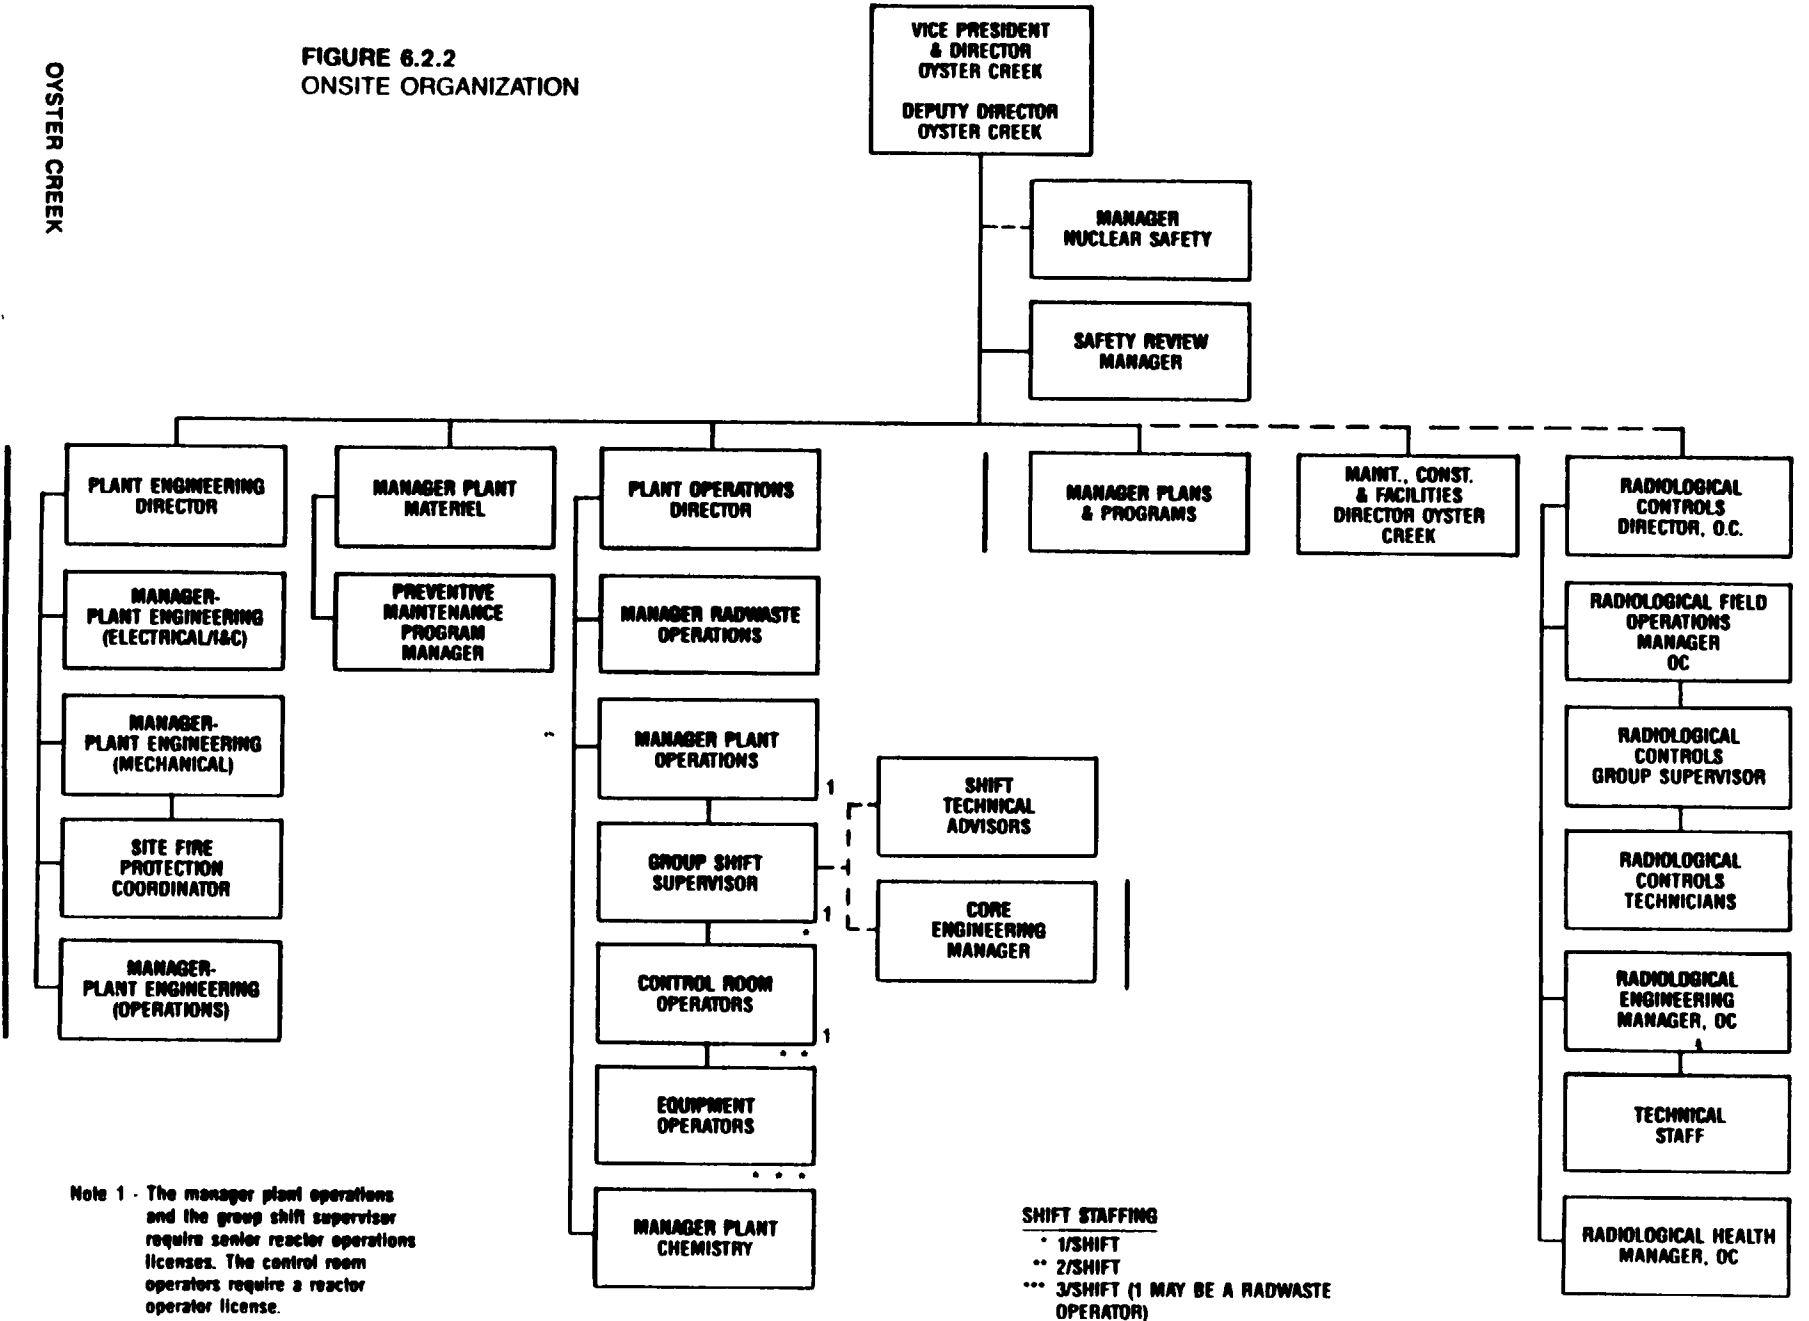 OYSTER CREEK
FIGURE 6.2.2
ONSITE ORGANIZATION
VICE PRESIDENT
& DIRECTOR
OYSTER CREEK
DEPUTY DIRECTOR
OYSTER CREEK
MANAGER
NUCLEAR SAFETY
SAFETY REVIEW
MANAGER
PLANT ENGINEERING
DIRECTOR
MANAGER-
PLANT ENGINEERING
(ELECTRICAL/I&C)
MANAGER-
PLANT ENGINEERING
(MECHANICAL)
SITE FIRE
PROTECTION
COORDINATOR
MANAGER-
PLANT ENGINEERING
(OPERATIONS)
MANAGER PLANT
MATERIEL
PREVENTIVE
MAINTENANCE
PROGRAM
MANAGER
PLANT OPERATIONS
DIRECTOR
MANAGER RADWASTE
OPERATIONS
MANAGER PLANT
OPERATIONS
1
GROUP SHIFT
SUPERVISOR
1
*
CONTROL ROOM
OPERATORS
1
* *
EQUIPMENT
OPERATORS
* * *
MANAGER PLANT
CHEMISTRY
SHIFT
TECHNICAL
ADVISORS
CORE
ENGINEERING
MANAGER
MANAGER PLANS
& PROGRAMS
MAINT., CONST.
& FACILITIES
DIRECTOR OYSTER
CREEK
RADIOLOGICAL
CONTROLS
DIRECTOR, O.C.
RADIOLOGICAL FIELD
OPERATIONS
MANAGER
OC
RADIOLOGICAL
CONTROLS
GROUP SUPERVISOR
RADIOLOGICAL
CONTROLS
TECHNICIANS
RADIOLOGICAL
ENGINEERING
MANAGER, OC
TECHNICAL
STAFF
RADIOLOGICAL HEALTH
MANAGER, OC
Note 1 - The manager plant operations
and the group shift supervisor
require senior reactor operations
licenses. The control room
operators require a reactor
operator license.
SHIFT STAFFING
* 1/SHIFT
** 2/SHIFT
*** 3/SHIFT (1 MAY BE A RADWASTE
OPERATOR)